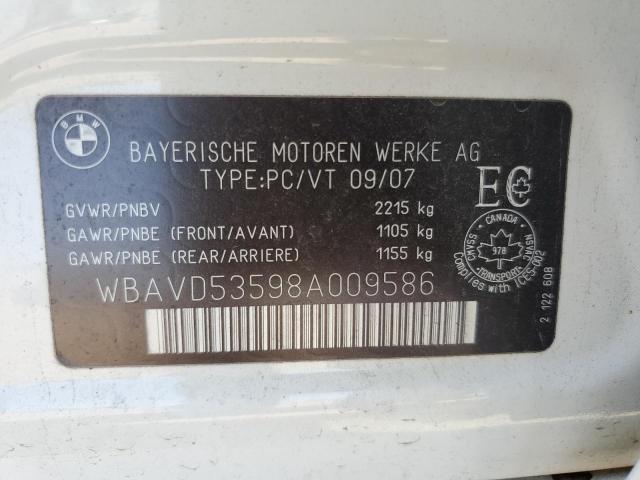 BMW
BAYERISCHE MOTOREN WERKE AG
TYPE:PC/VT 09/07
GVWR/PNBV 2215 kg
GAWR/PNBE (FRONT/AVANT) 1105 kg
GAWR/PNBE (REAR/ARRIERE) 1155 kg
WBAVD53598A009586
EC
CANADA
CMVSS
NSVAC
978
TRANSPORT
Complies with ICES-002
2 122 608